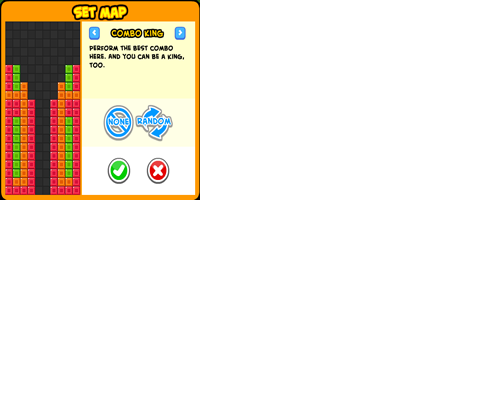 SET MAP
COMBO KING
PERFORM THE BEST COMBO
HERE. AND YOU CAN BE A KING,
TOO.
NONE
RANDOM